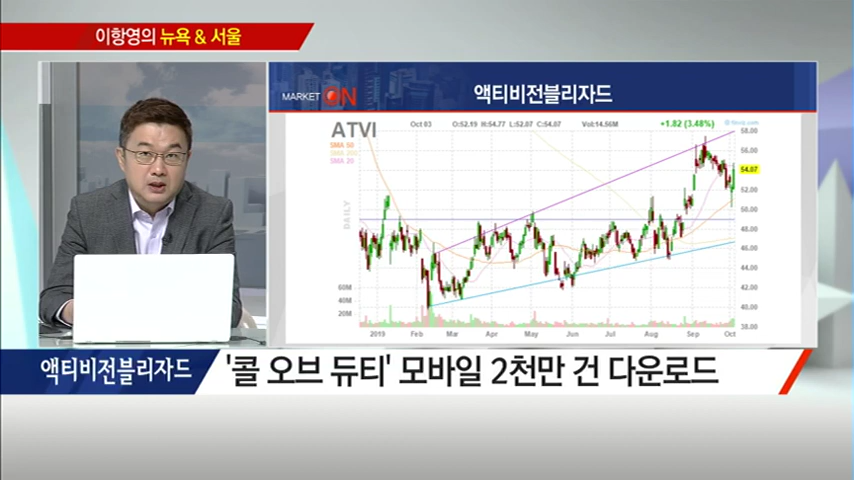 이항영의 뉴욕 & 서울
MARKET ON
액티비전블리자드
ATVI
Oct 03
O:52.19 H:54.77 L:52.07 C:54.07
Vol:14.56M
+1.82 (3.48%)
SMA 50
SMA 200
SMA 20
DAILY
58.00
56.00
54.07
52.00
50.00
48.00
46.00
44.00
42.00
40.00
38.00
60M
40M
20M
2019 Feb Mar Apr May Jun Jul Aug Sep Oct
액티비전블리자드
'콜 오브 듀티' 모바일 2천만 건 다운로드